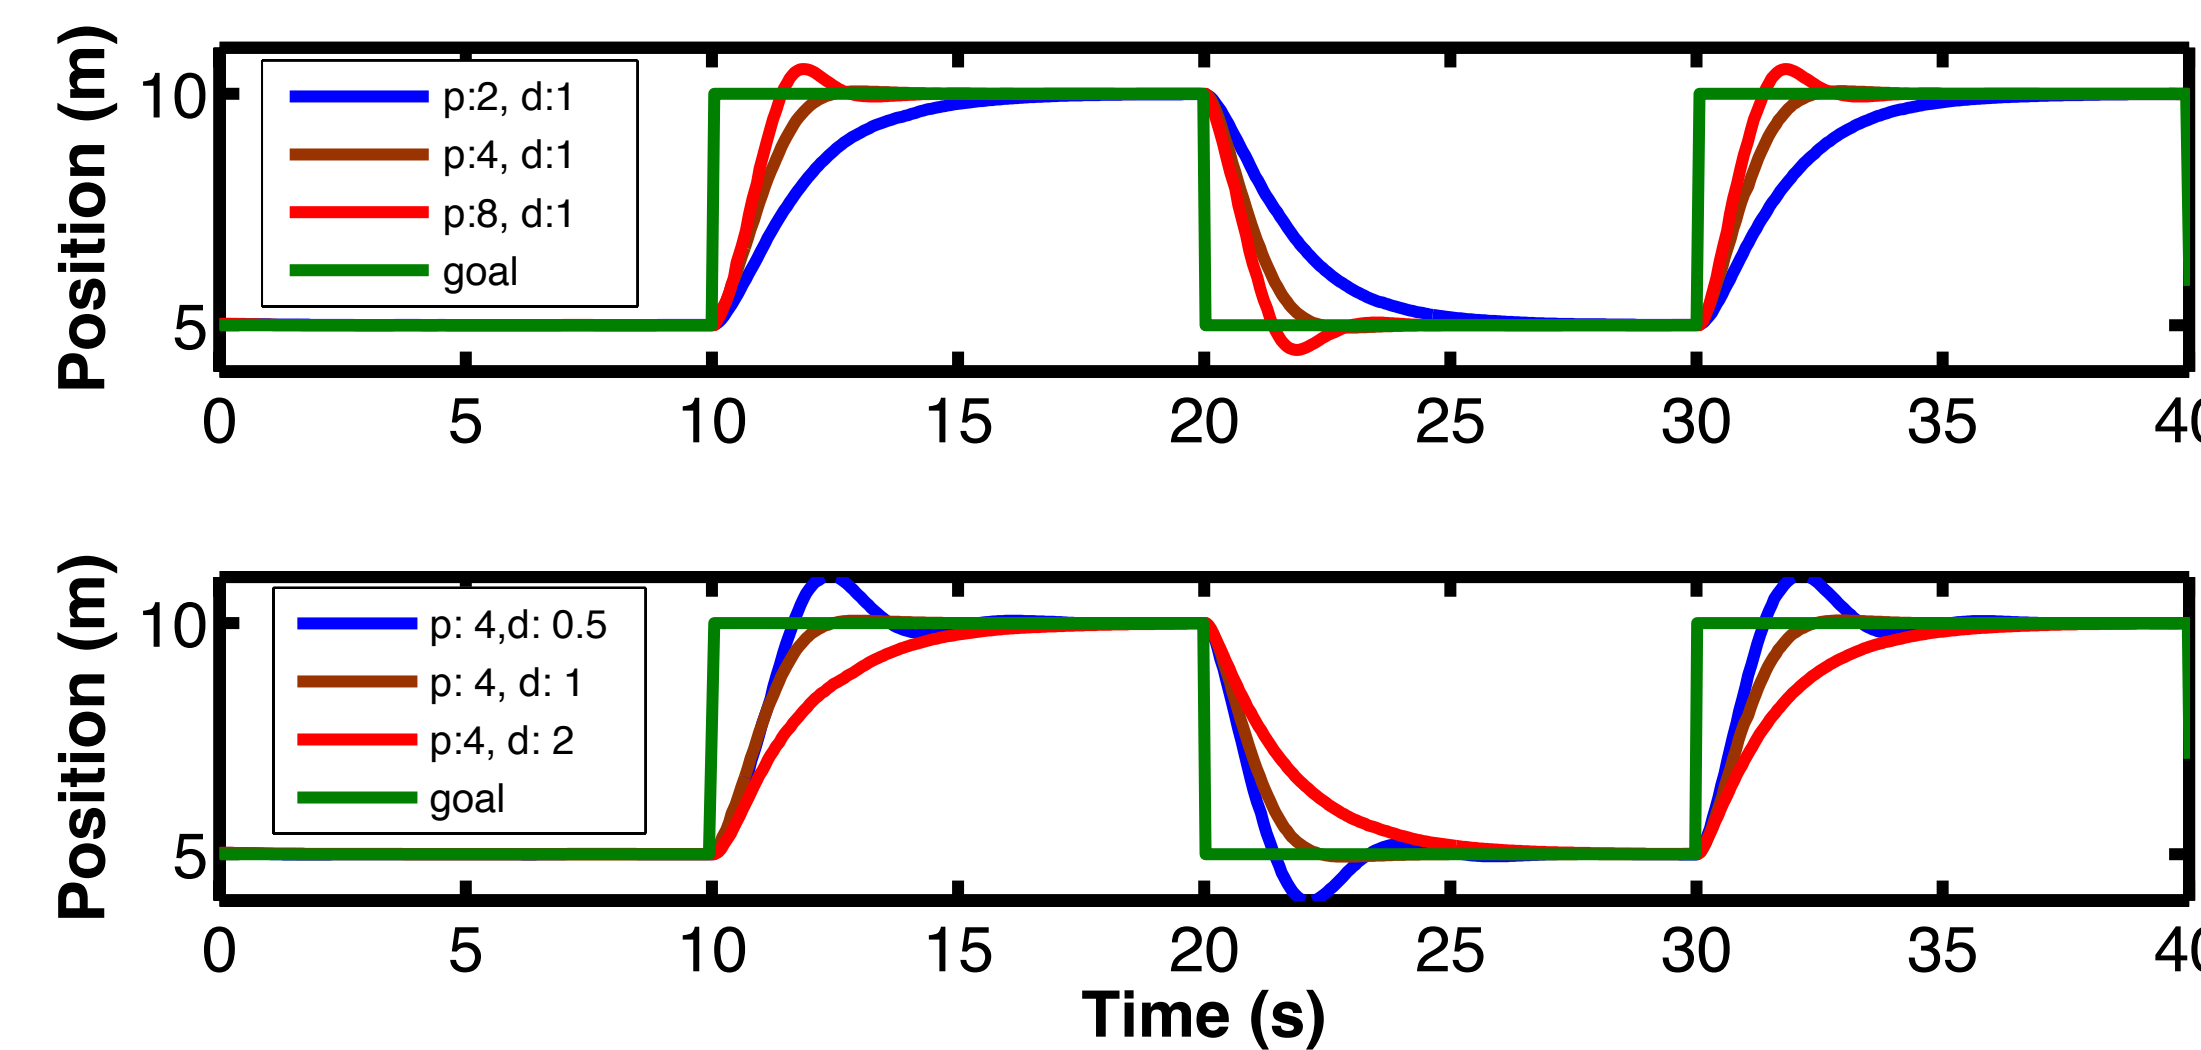 Position (m)
10
5
p:2, d:1
p:4, d:1
p:8, d:1
goal
0 5 10 15 20 25 30 35 40
Position (m)
10
5
p: 4,d: 0.5
p: 4, d: 1
p:4, d: 2
goal
0 5 10 15 20 25 30 35 40
Time (s)